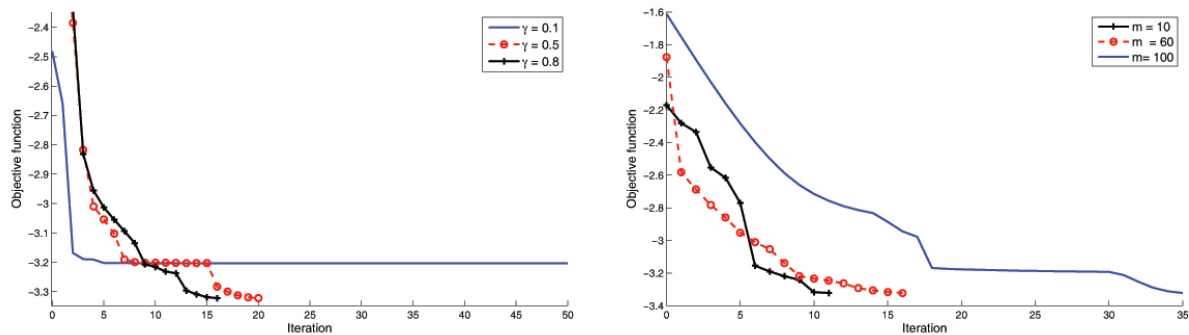 -2.4
-2.5
-2.6
-2.7
-2.8
-2.9
-3
-3.1
-3.2
-3.3
Objective function
0 5 10 15 20 25 30 35 40 45 50
Iteration
γ = 0.1
γ = 0.5
γ = 0.8
-1.6
-1.8
-2
-2.2
-2.4
-2.6
-2.8
-3
-3.2
-3.4
Objective function
0 5 10 15 20 25 30 35
Iteration
m = 10
m = 60
m= 100